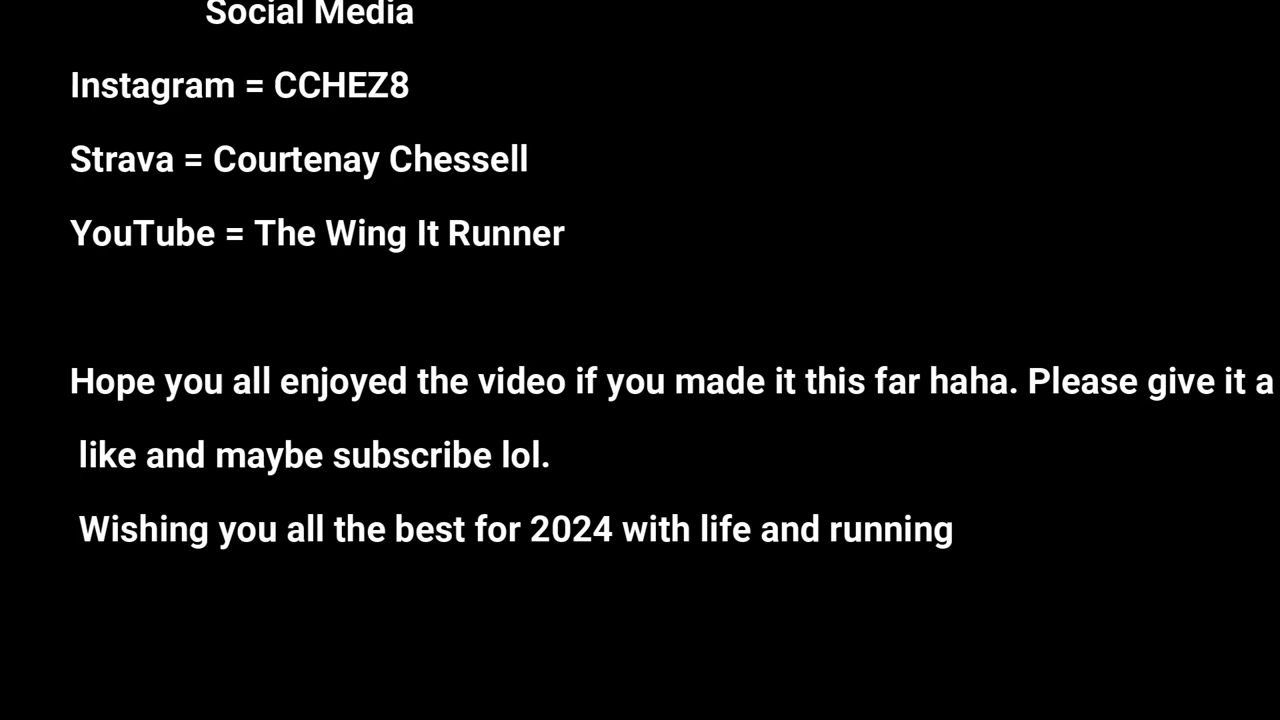 Social Media
Instagram = CCHEZ8
Strava = Courtenay Chessell
YouTube = The Wing It Runner
Hope you all enjoyed the video if you made it this far haha. Please give it a
like and maybe subscribe lol.
Wishing you all the best for 2024 with life and running